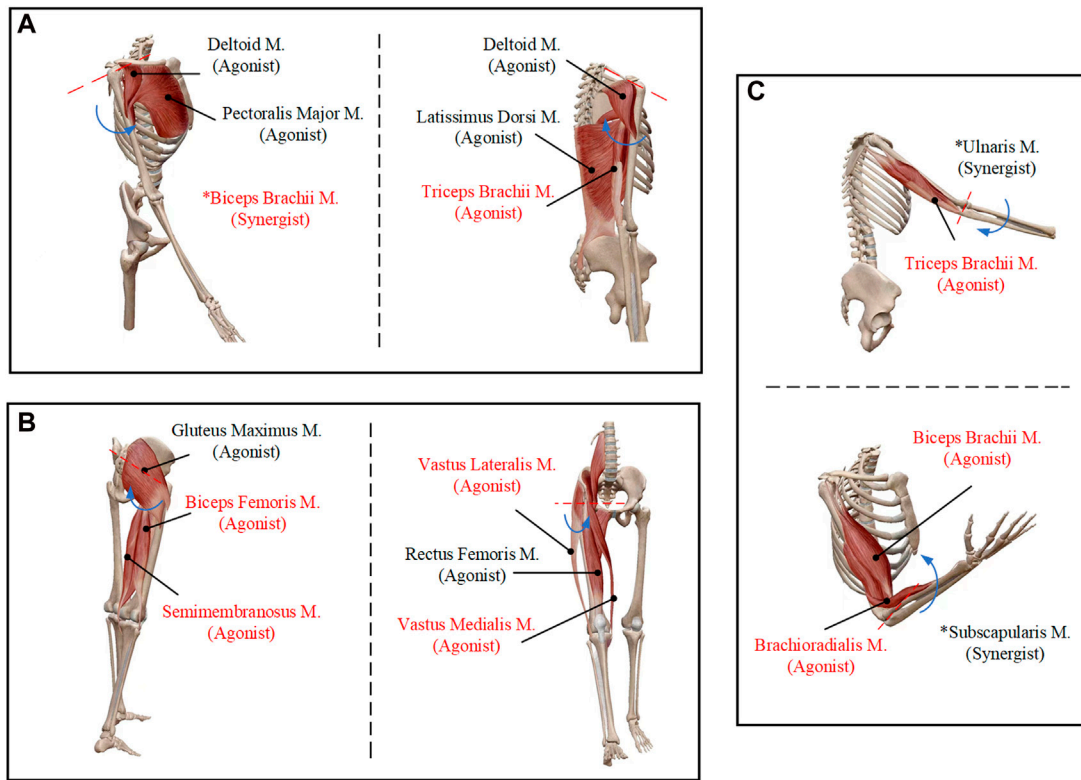 A
Deltoid M.
(Agonist)
Pectoralis Major M.
(Agonist)
*Biceps Brachii M.
(Synergist)
Deltoid M.
(Agonist)
Latissimus Dorsi M.
(Agonist)
Triceps Brachii M.
(Agonist)
B
Gluteus Maximus M.
(Agonist)
Biceps Femoris M.
(Agonist)
Semimembranosus M.
(Agonist)
Vastus Lateralis M.
(Agonist)
Rectus Femoris M.
(Agonist)
Vastus Medialis M.
(Agonist)
C
*Ulnaris M.
(Synergist)
Triceps Brachii M.
(Agonist)
Biceps Brachii M.
(Agonist)
Brachioradialis M.
(Agonist)
*Subscapularis M.
(Synergist)